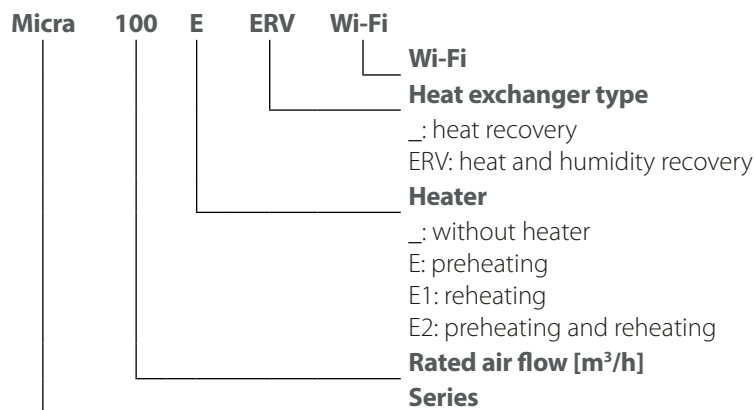 Micra 100 E ERV Wi-Fi
Wi-Fi
Heat exchanger type
_: heat recovery
ERV: heat and humidity recovery
Heater
_: without heater
E: preheating
E1: reheating
E2: preheating and reheating
Rated air flow [m³/h]
Series